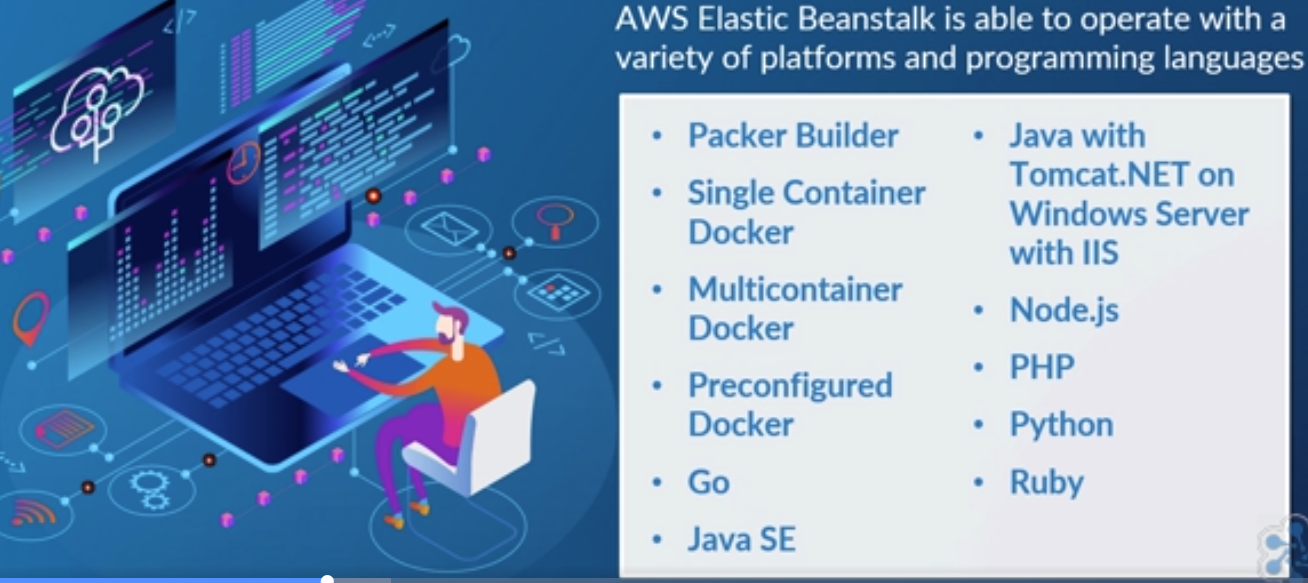 AWS Elastic Beanstalk is able to operate with a
variety of platforms and programming languages
• Packer Builder
• Single Container
Docker
• Multicontainer
Docker
• Preconfigured
Docker
• Go
• Java SE
• Java with
Tomcat.NET on
Windows Server
with IIS
• Node.js
• PHP
• Python
• Ruby